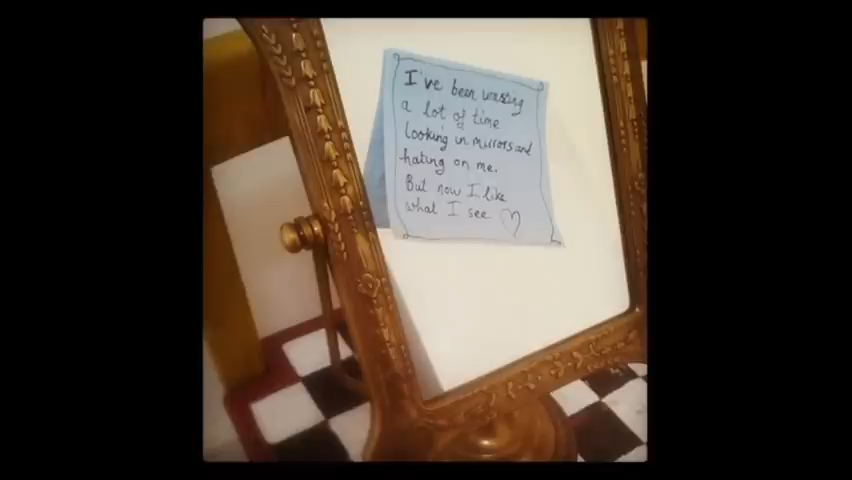 I've been wasting
a lot of time
looking in mirrors and
hating on me.
But now I like
what I see ♡